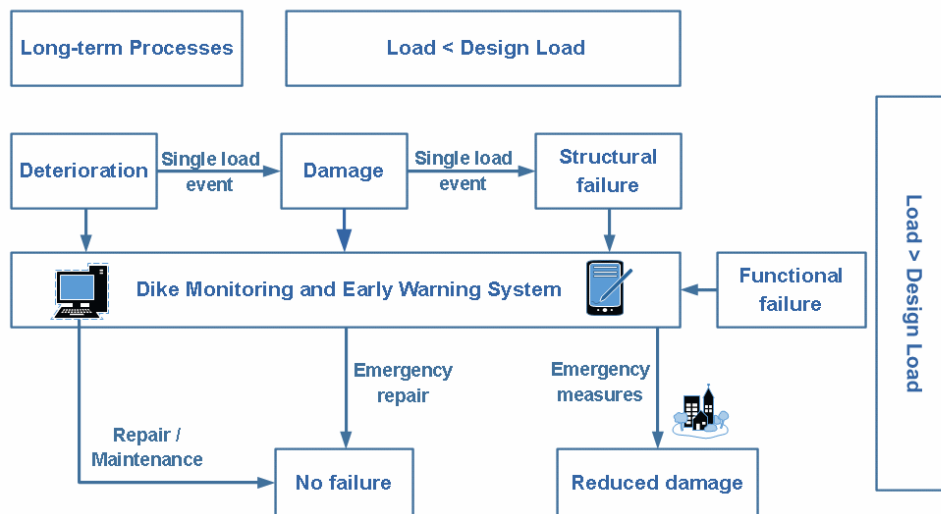 Long-term Processes
Load < Design Load
Deterioration
Single load
event
Damage
Single load
event
Structural
failure
Load > Design Load
Dike Monitoring and Early Warning System
Functional
failure
Emergency
repair
Emergency
measures
Repair /
Maintenance
No failure
Reduced damage